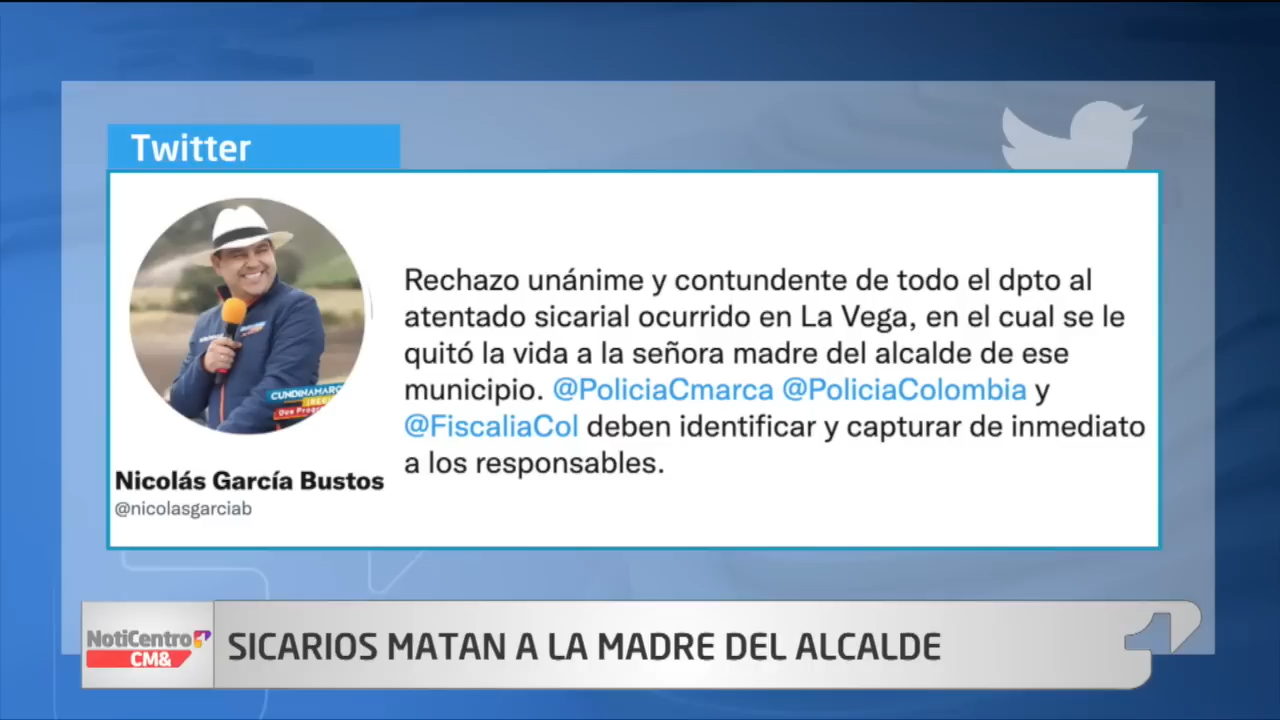 Twitter
Rechazo unánime y contundente de todo el dpto al
atentado sicarial ocurrido en La Vega, en el cual se le
quitó la vida a la señora madre del alcalde de ese
municipio. @PoliciaCmarca @PoliciaColombia y
@FiscaliaCol deben identificar y capturar de inmediato
a los responsables.
Nicolás García Bustos
@nicolasgarciab
NotiCentro 1
CM&
SICARIOS MATAN A LA MADRE DEL ALCALDE